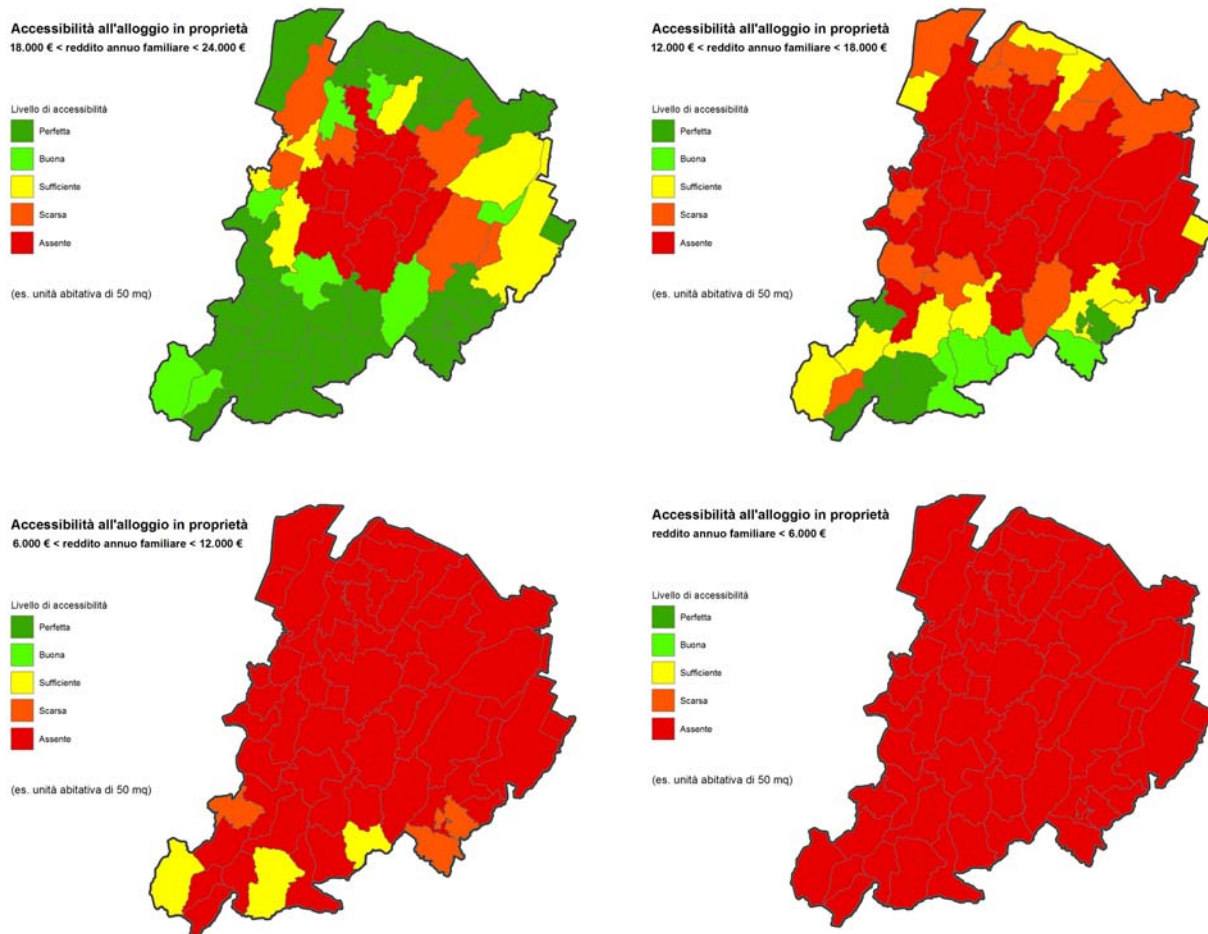 Accessibilità all'alloggio in proprietà
18.000 € < reddito annuo familiare < 24.000 €
Livello di accessibilità
Perfetta
Buona
Sufficiente
Scarsa
Assente
(es. unità abitativa di 50 mq)
Accessibilità all'alloggio in proprietà
12.000 € < reddito annuo familiare < 18.000 €
Livello di accessibilità
Perfetta
Buona
Sufficiente
Scarsa
Assente
(es. unità abitativa di 50 mq)
Accessibilità all'alloggio in proprietà
6.000 € < reddito annuo familiare < 12.000 €
Livello di accessibilità
Perfetta
Buona
Sufficiente
Scarsa
Assente
(es. unità abitativa di 50 mq)
Accessibilità all'alloggio in proprietà
reddito annuo familiare < 6.000 €
Livello di accessibilità
Perfetta
Buona
Sufficiente
Scarsa
Assente
(es. unità abitativa di 50 mq)